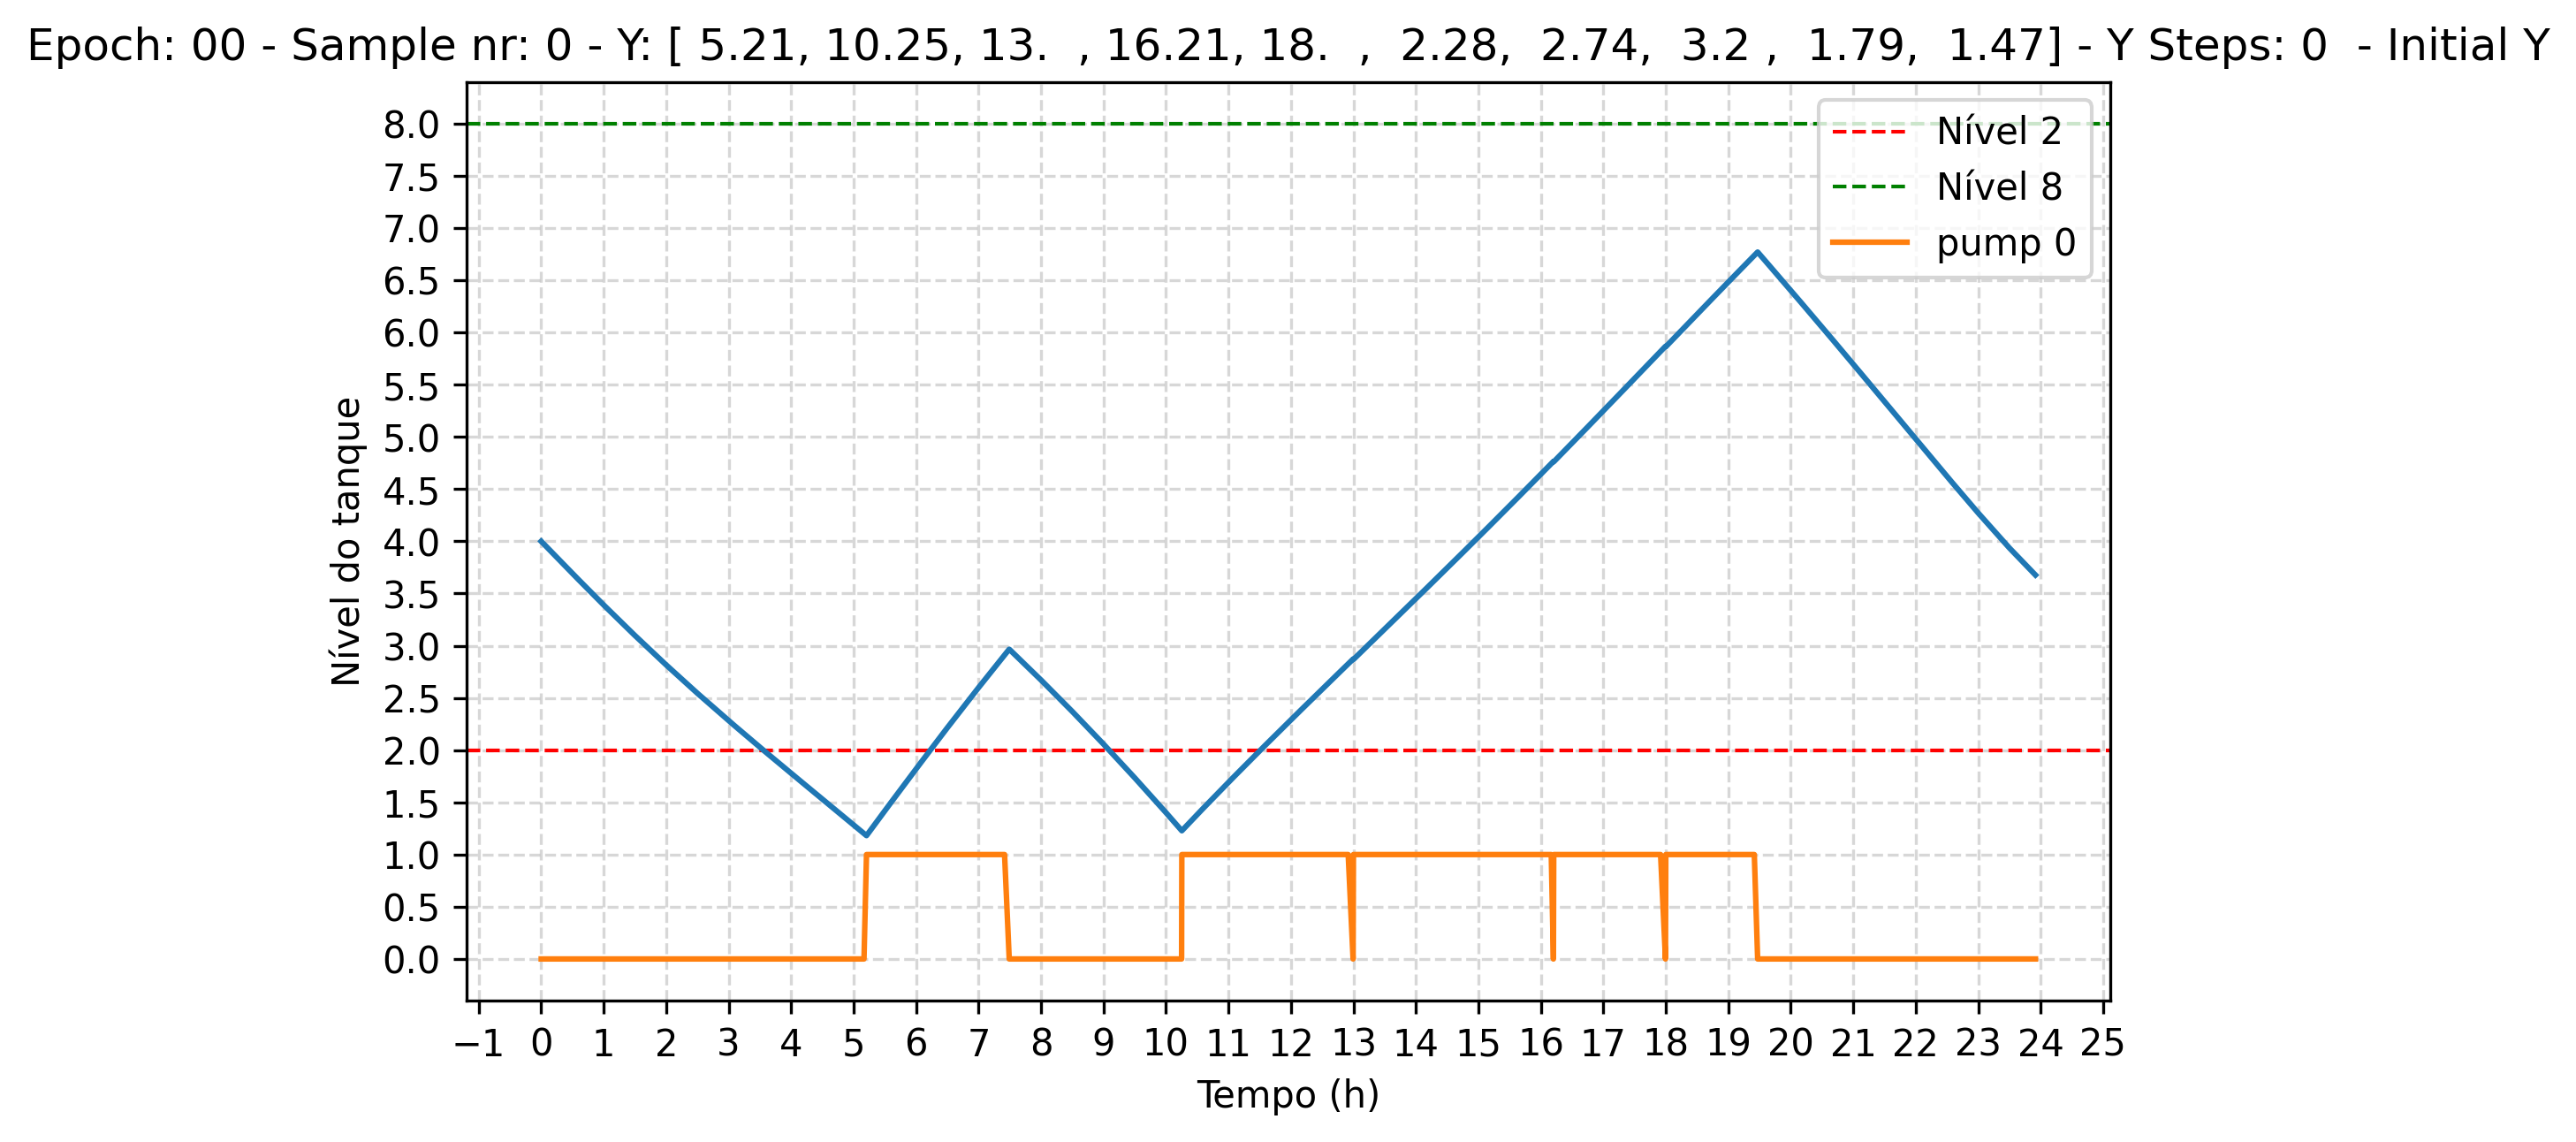 Epoch: 00 - Sample nr: 0 - Y: [ 5.21, 10.25, 13.  , 16.21, 18.  ,  2.28,  2.74,  3.2 ,  1.79,  1.47] - Y Steps: 0  - Initial Y
Nível 2
Nível 8
pump 0
8.0
7.5
7.0
6.5
6.0
5.5
5.0
4.5
4.0
3.5
3.0
2.5
2.0
1.5
1.0
0.5
0.0
Nível do tanque
−1 0 1 2 3 4 5 6 7 8 9 10 11 12 13 14 15 16 17 18 19 20 21 22 23 24 25
Tempo (h)